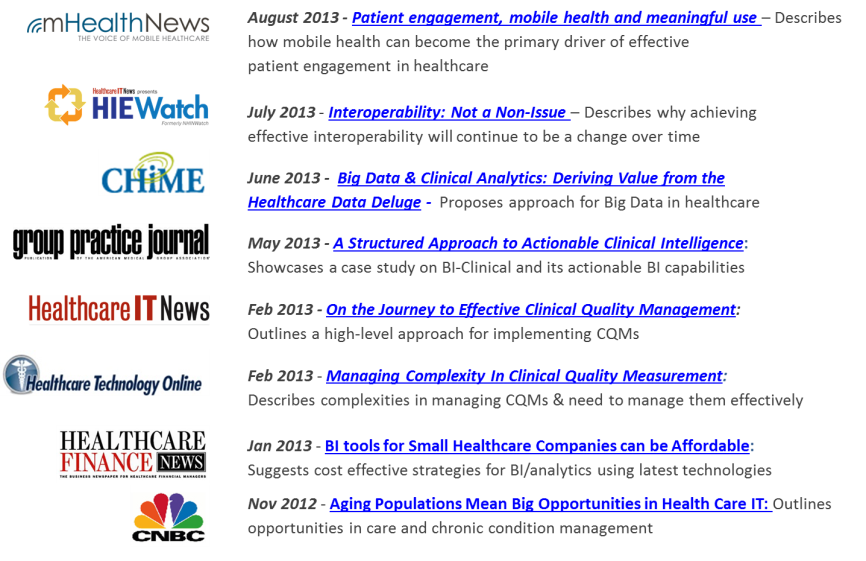 mHealthNews
THE VOICE OF MOBILE HEALTHCARE
August 2013 - Patient engagement, mobile health and meaningful use – Describes
how mobile health can become the primary driver of effective
patient engagement in healthcare
Healthcare IT News presents
HIEWatch
Formerly NHINWatch
July 2013 - Interoperability: Not a Non-Issue – Describes why achieving
effective interoperability will continue to be a change over time
CHiME
June 2013 - Big Data & Clinical Analytics: Deriving Value from the
Healthcare Data Deluge - Proposes approach for Big Data in healthcare
group practice journal
PUBLICATION OF THE AMERICAN MEDICAL GROUP ASSOCIATION
May 2013 - A Structured Approach to Actionable Clinical Intelligence:
Showcases a case study on BI-Clinical and its actionable BI capabilities
Healthcare IT News
Feb 2013 - On the Journey to Effective Clinical Quality Management:
Outlines a high-level approach for implementing CQMs
Healthcare Technology Online
Feb 2013 - Managing Complexity In Clinical Quality Measurement:
Describes complexities in managing CQMs & need to manage them effectively
HEALTHCARE
FINANCE NEWS
THE BUSINESS NEWSPAPER FOR HEALTHCARE FINANCIAL MANAGERS
Jan 2013 - BI tools for Small Healthcare Companies can be Affordable:
Suggests cost effective strategies for BI/analytics using latest technologies
CNBC
Nov 2012 - Aging Populations Mean Big Opportunities in Health Care IT: Outlines
opportunities in care and chronic condition management